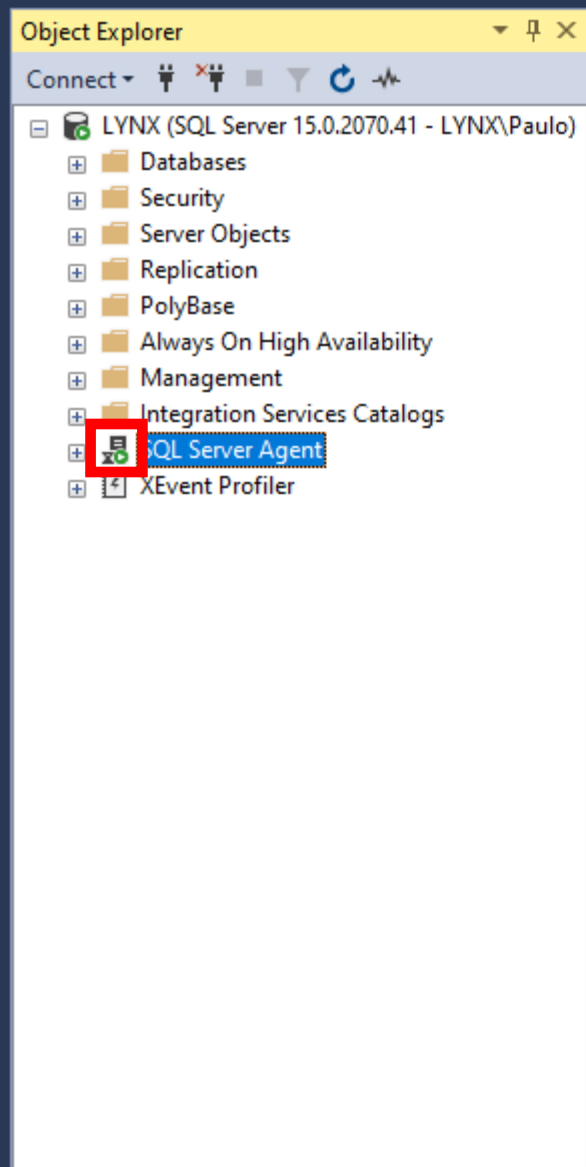 Object Explorer
Connect
LYNX (SQL Server 15.0.2070.41 - LYNX\Paulo)
Databases
Security
Server Objects
Replication
PolyBase
Always On High Availability
Management
Integration Services Catalogs
SQL Server Agent
XEvent Profiler